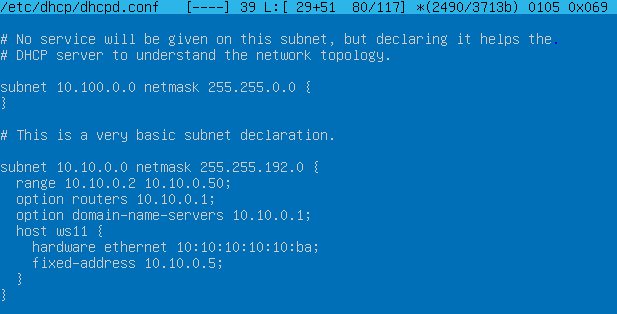 /etc/dhcp/dhcpd.conf [----] 39 L:[ 29+51 80/117] *(2490/3713b) 0105 0x069
# No service will be given on this subnet, but declaring it helps the.
# DHCP server to understand the network topology.
subnet 10.100.0.0 netmask 255.255.0.0 {
}
# This is a very basic subnet declaration.
subnet 10.10.0.0 netmask 255.255.192.0 {
range 10.10.0.2 10.10.0.50;
option routers 10.10.0.1;
option domain-name-servers 10.10.0.1;
host ws11 {
hardware ethernet 10:10:10:10:10:ba;
fixed-address 10.10.0.5;
}
}